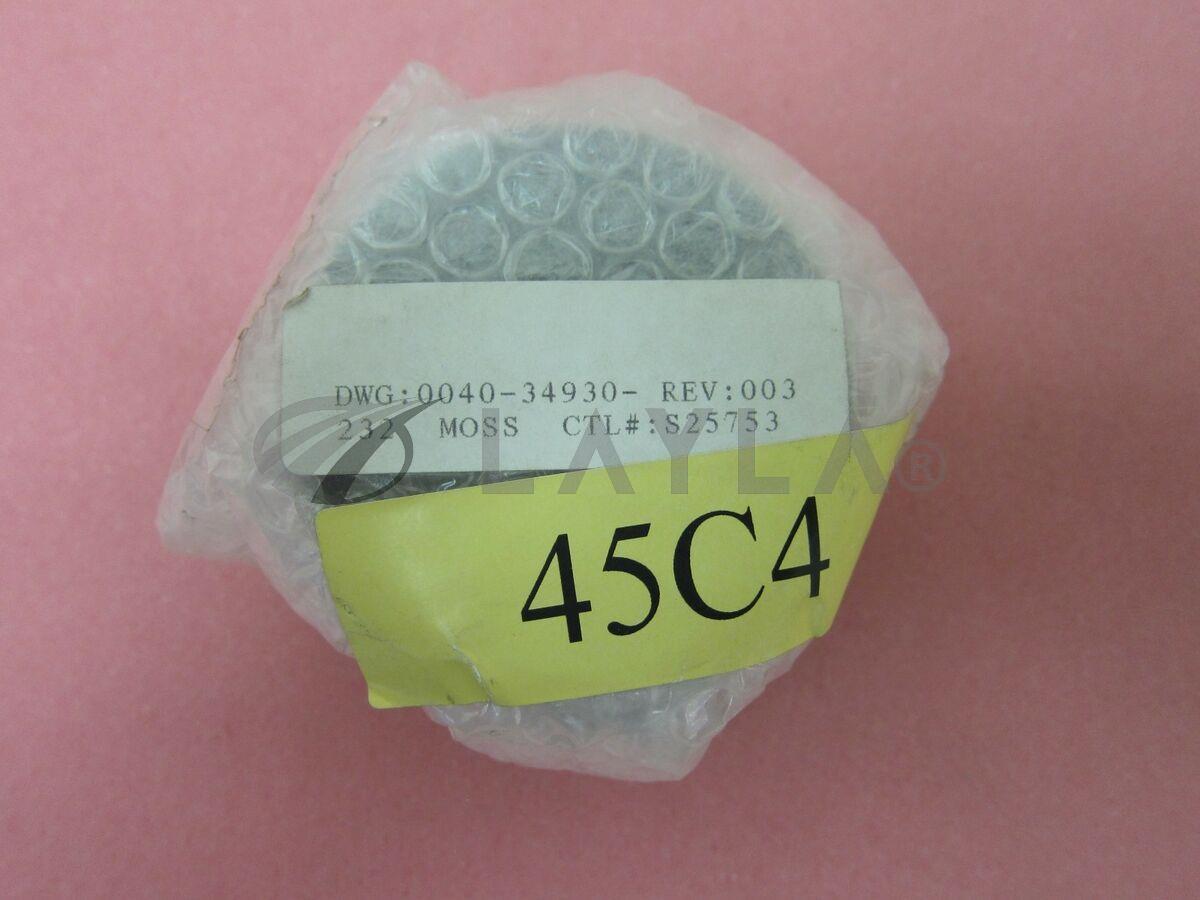 DWG:0040-34930- REV:003
232 MOSS CTL#:S25753
LAYLA®
45C4